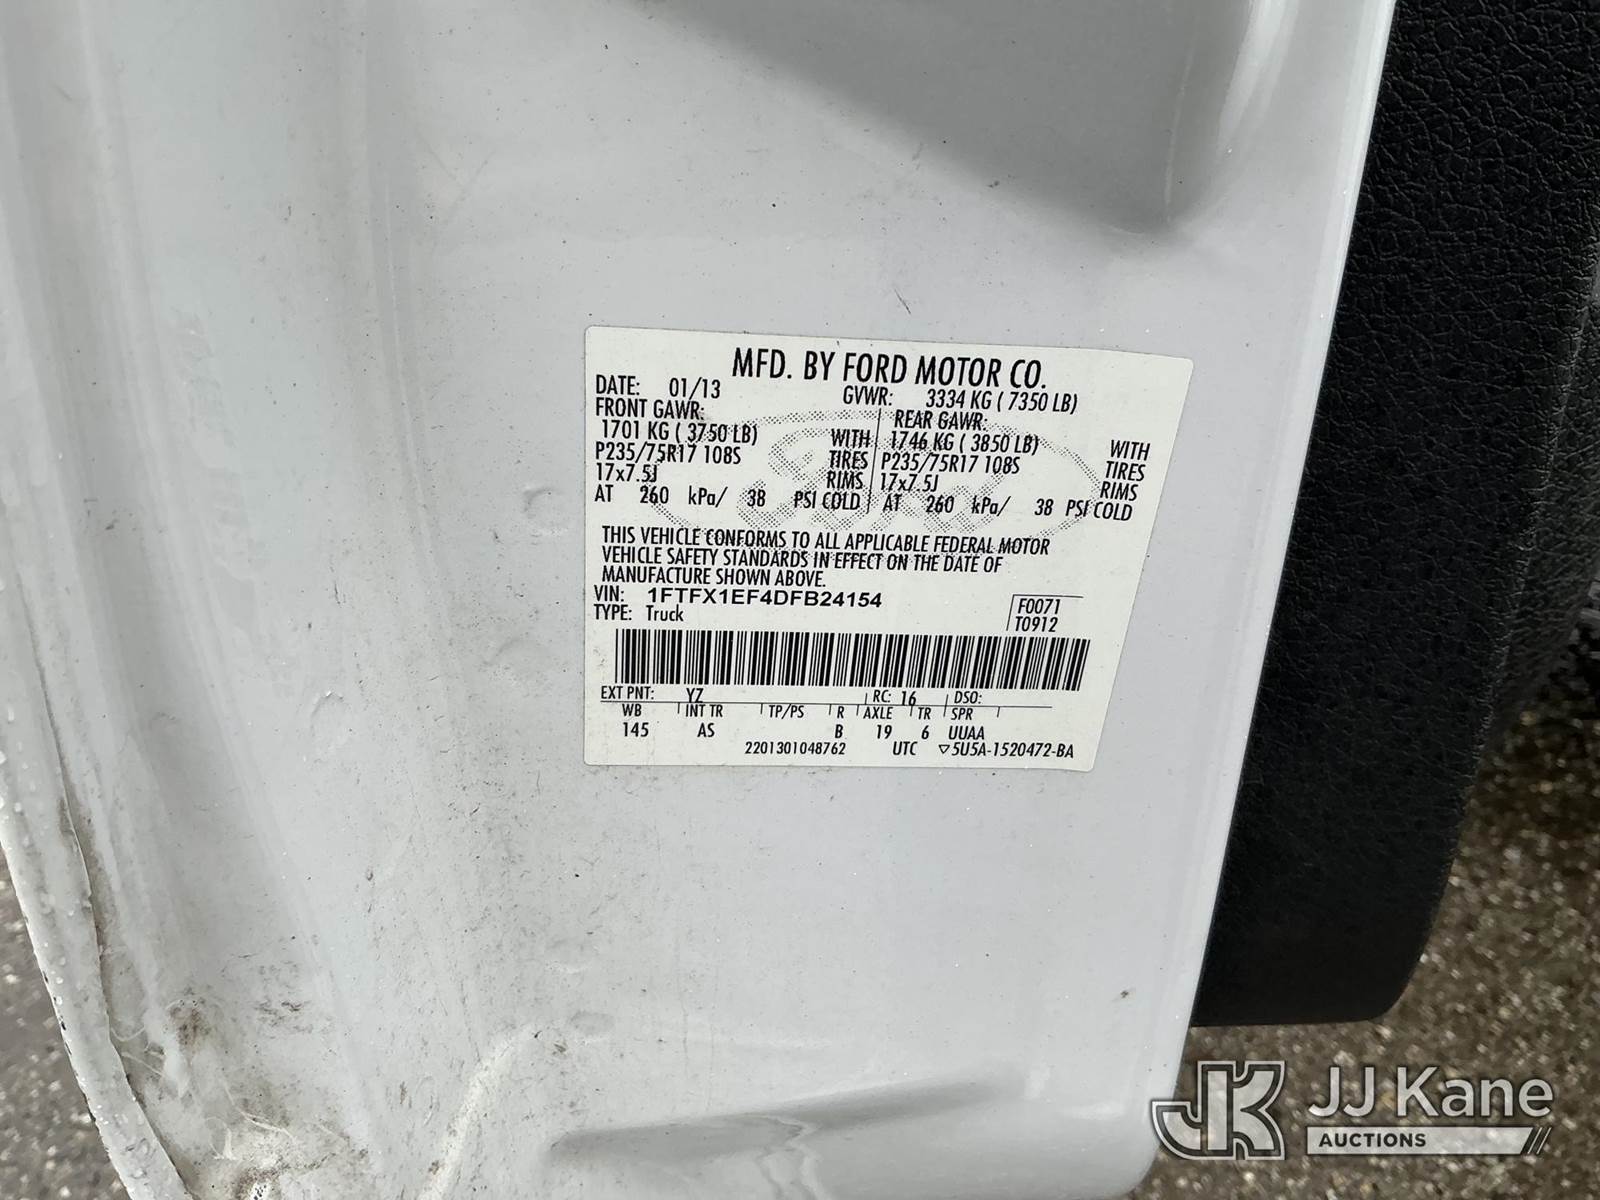 MFD. BY FORD MOTOR CO.
DATE: 01/13 GVWR: 3334 KG ( 7350 LB)
FRONT GAWR: REAR GAWR:
1701 KG ( 3750 LB) WITH 1746 KG ( 3850 LB) WITH
P235/75R17 108S TIRES P235/75R17 108S TIRES
17x7.5J RIMS 17x7.5J RIMS
AT 260 kPa/ 38 PSI COLD AT 260 kPa/ 38 PSI COLD
THIS VEHICLE CONFORMS TO ALL APPLICABLE FEDERAL MOTOR
VEHICLE SAFETY STANDARDS IN EFFECT ON THE DATE OF
MANUFACTURE SHOWN ABOVE.
VIN: 1FTFX1EF4DFB24154 F0071
TYPE: Truck T0912
EXT PNT: YZ RC: 16 DSO:
WB INT TR TP/PS R AXLE TR SPR
145 AS B 19 6 UUAA
2201301048762 UTC ▽5U5A-1520472-BA
JK JJ Kane
AUCTIONS